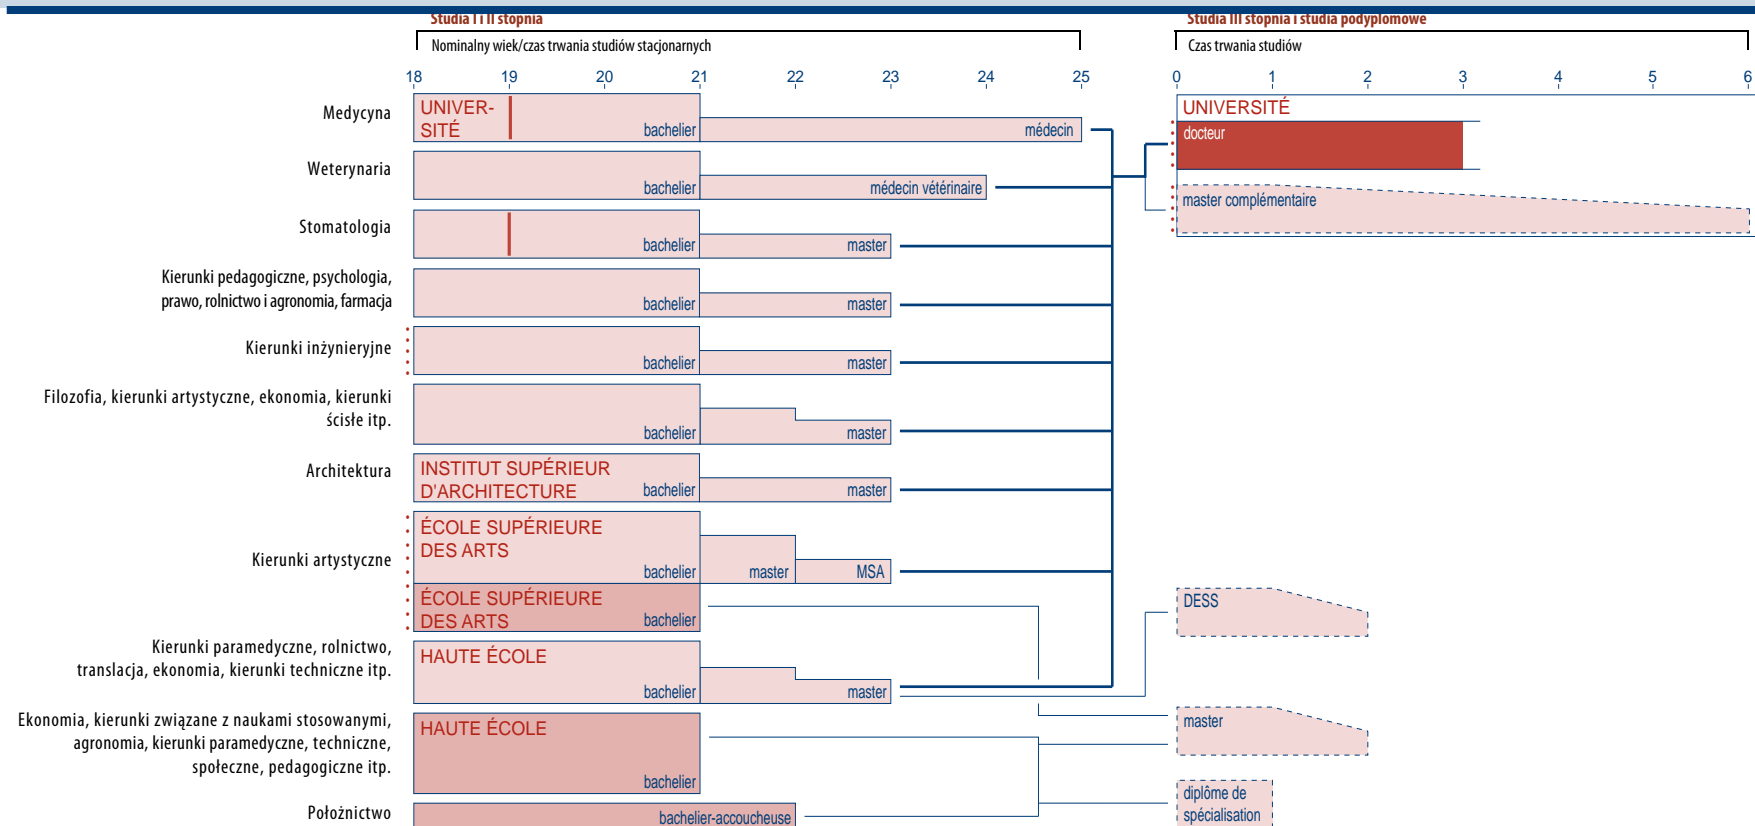 Studia I i II stopnia
Studia III stopnia i studia podyplomowe
Nominalny wiek/czas trwania studiów stacjonarnych
Czas trwania studiów
18 19 20 21 22 23 24 25
0 1 2 3 4 5 6
Medycyna
UNIVER-
SITÉ
bachelier
médecin
UNIVERSITÉ
docteur
Weterynaria
bachelier
médecin vétérinaire
master complémentaire
Stomatologia
bachelier
master
Kierunki pedagogiczne, psychologia,
prawo, rolnictwo i agronomia, farmacja
bachelier
master
Kierunki inżynieryjne
bachelier
master
Filozofia, kierunki artystyczne, ekonomia, kierunki
ścisłe itp.
bachelier
master
Architektura
INSTITUT SUPÉRIEUR
D'ARCHITECTURE
bachelier
master
Kierunki artystyczne
ÉCOLE SUPÉRIEURE
DES ARTS
bachelier
master
MSA
ÉCOLE SUPÉRIEURE
DES ARTS
bachelier
DESS
Kierunki paramedyczne, rolnictwo,
translacja, ekonomia, kierunki techniczne itp.
HAUTE ÉCOLE
bachelier
master
Ekonomia, kierunki związane z naukami stosowanymi,
agronomia, kierunki paramedyczne, techniczne,
społeczne, pedagogiczne itp.
HAUTE ÉCOLE
bachelier
master
Położnictwo
bachelier-accoucheuse
diplôme de
spécialisation